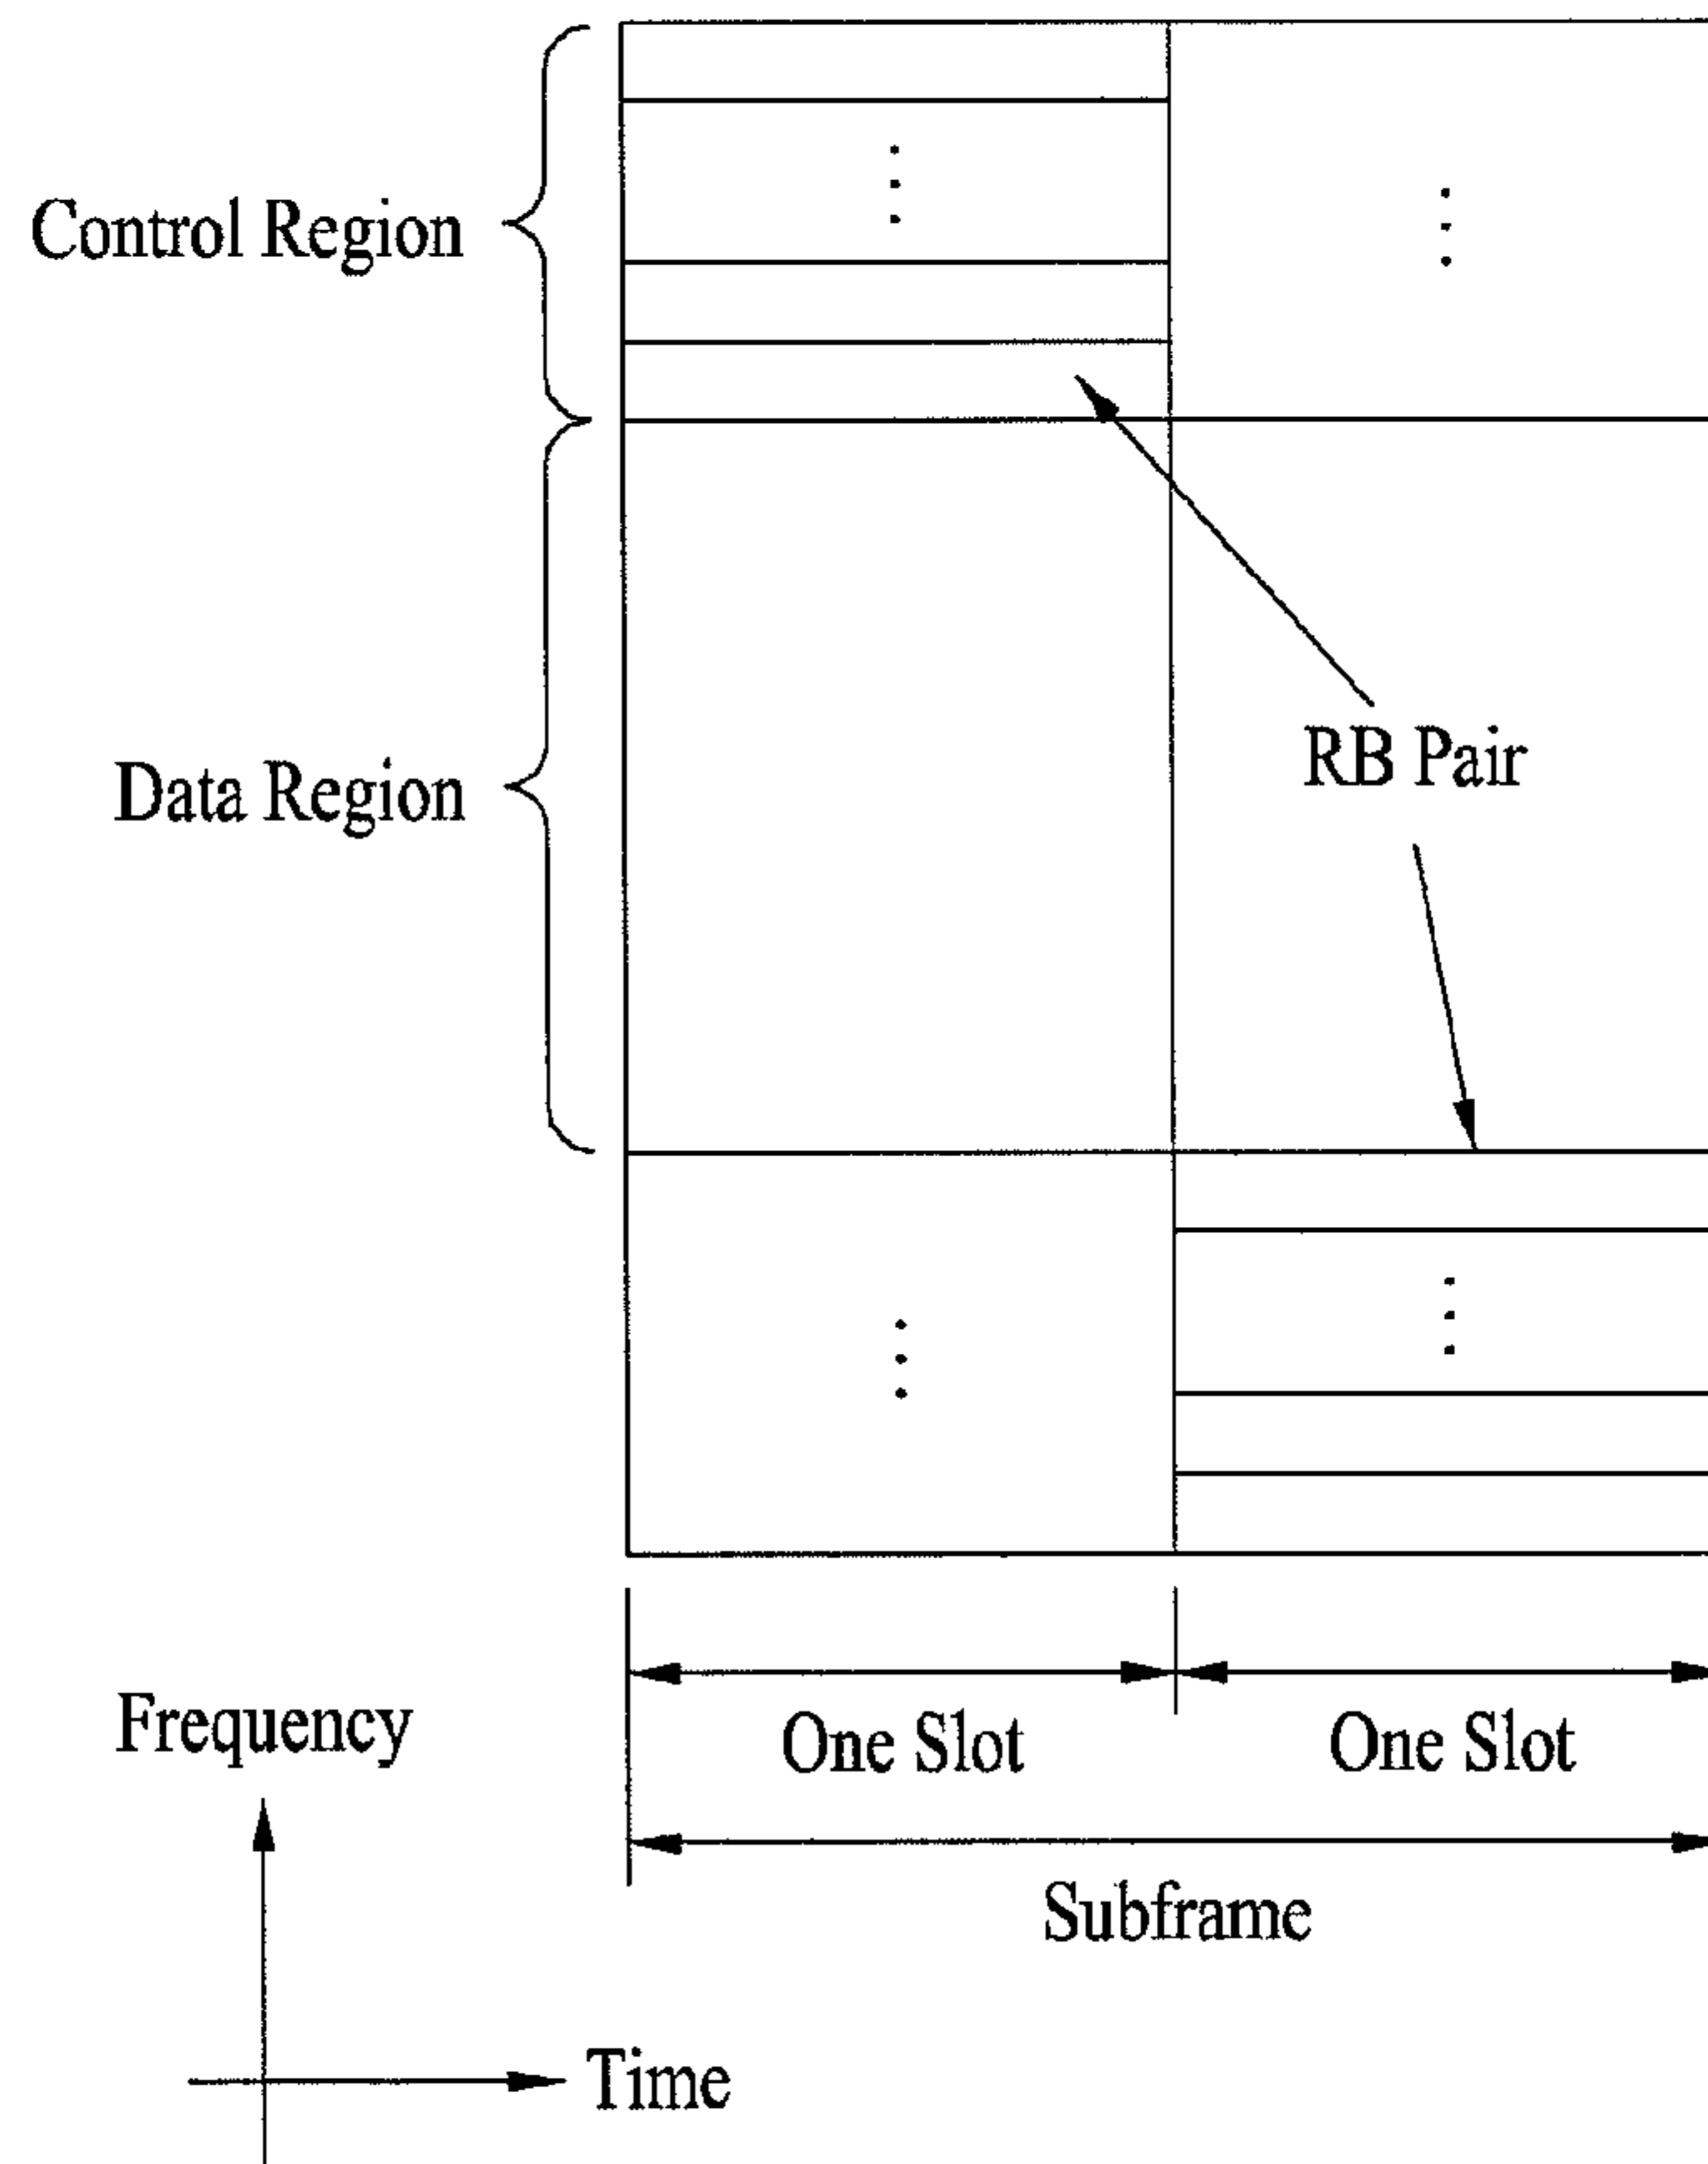 Control Region
Data Region
RB Pair
One Slot
One Slot
Subframe
Frequency
Time